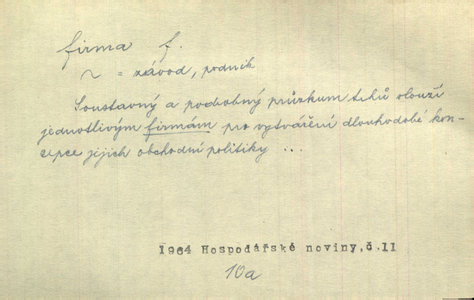 firma f.
~ = závod, podnik
Soustavný a podrobný průzkum trhů slouží
jednotlivým firmám pro vytváření dlouhodobé kon-
cepce jejich obchodní politiky ...
1964 Hospodářské noviny,č.11
10a